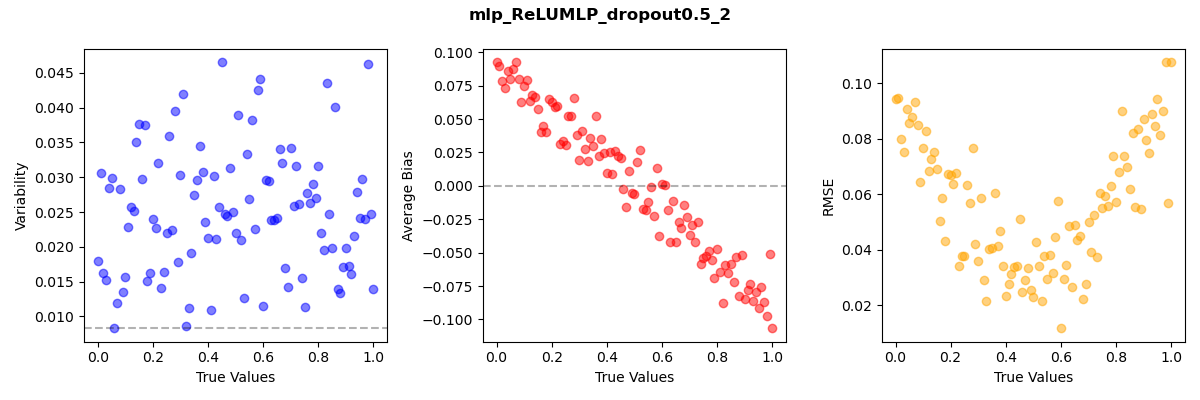 mlp_ReLUMLP_dropout0.5_2
Variability
0.045
0.040
0.035
0.030
0.025
0.020
0.015
0.010
0.0 0.2 0.4 0.6 0.8 1.0
True Values
Average Bias
0.100
0.075
0.050
0.025
0.000
−0.025
−0.050
−0.075
−0.100
0.0 0.2 0.4 0.6 0.8 1.0
True Values
RMSE
0.10
0.08
0.06
0.04
0.02
0.0 0.2 0.4 0.6 0.8 1.0
True Values